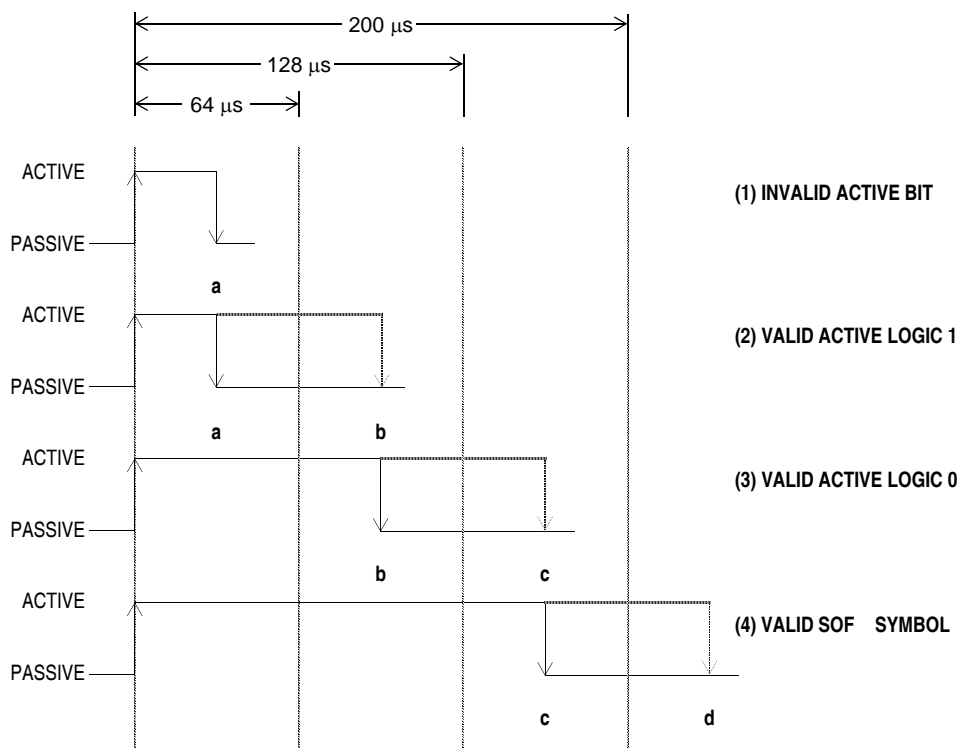 200 μs
128 μs
64 μs
ACTIVE
(1) INVALID ACTIVE BIT
PASSIVE
a
ACTIVE
(2) VALID ACTIVE LOGIC 1
PASSIVE
a b
ACTIVE
(3) VALID ACTIVE LOGIC 0
PASSIVE
b c
ACTIVE
(4) VALID SOF SYMBOL
PASSIVE
c d